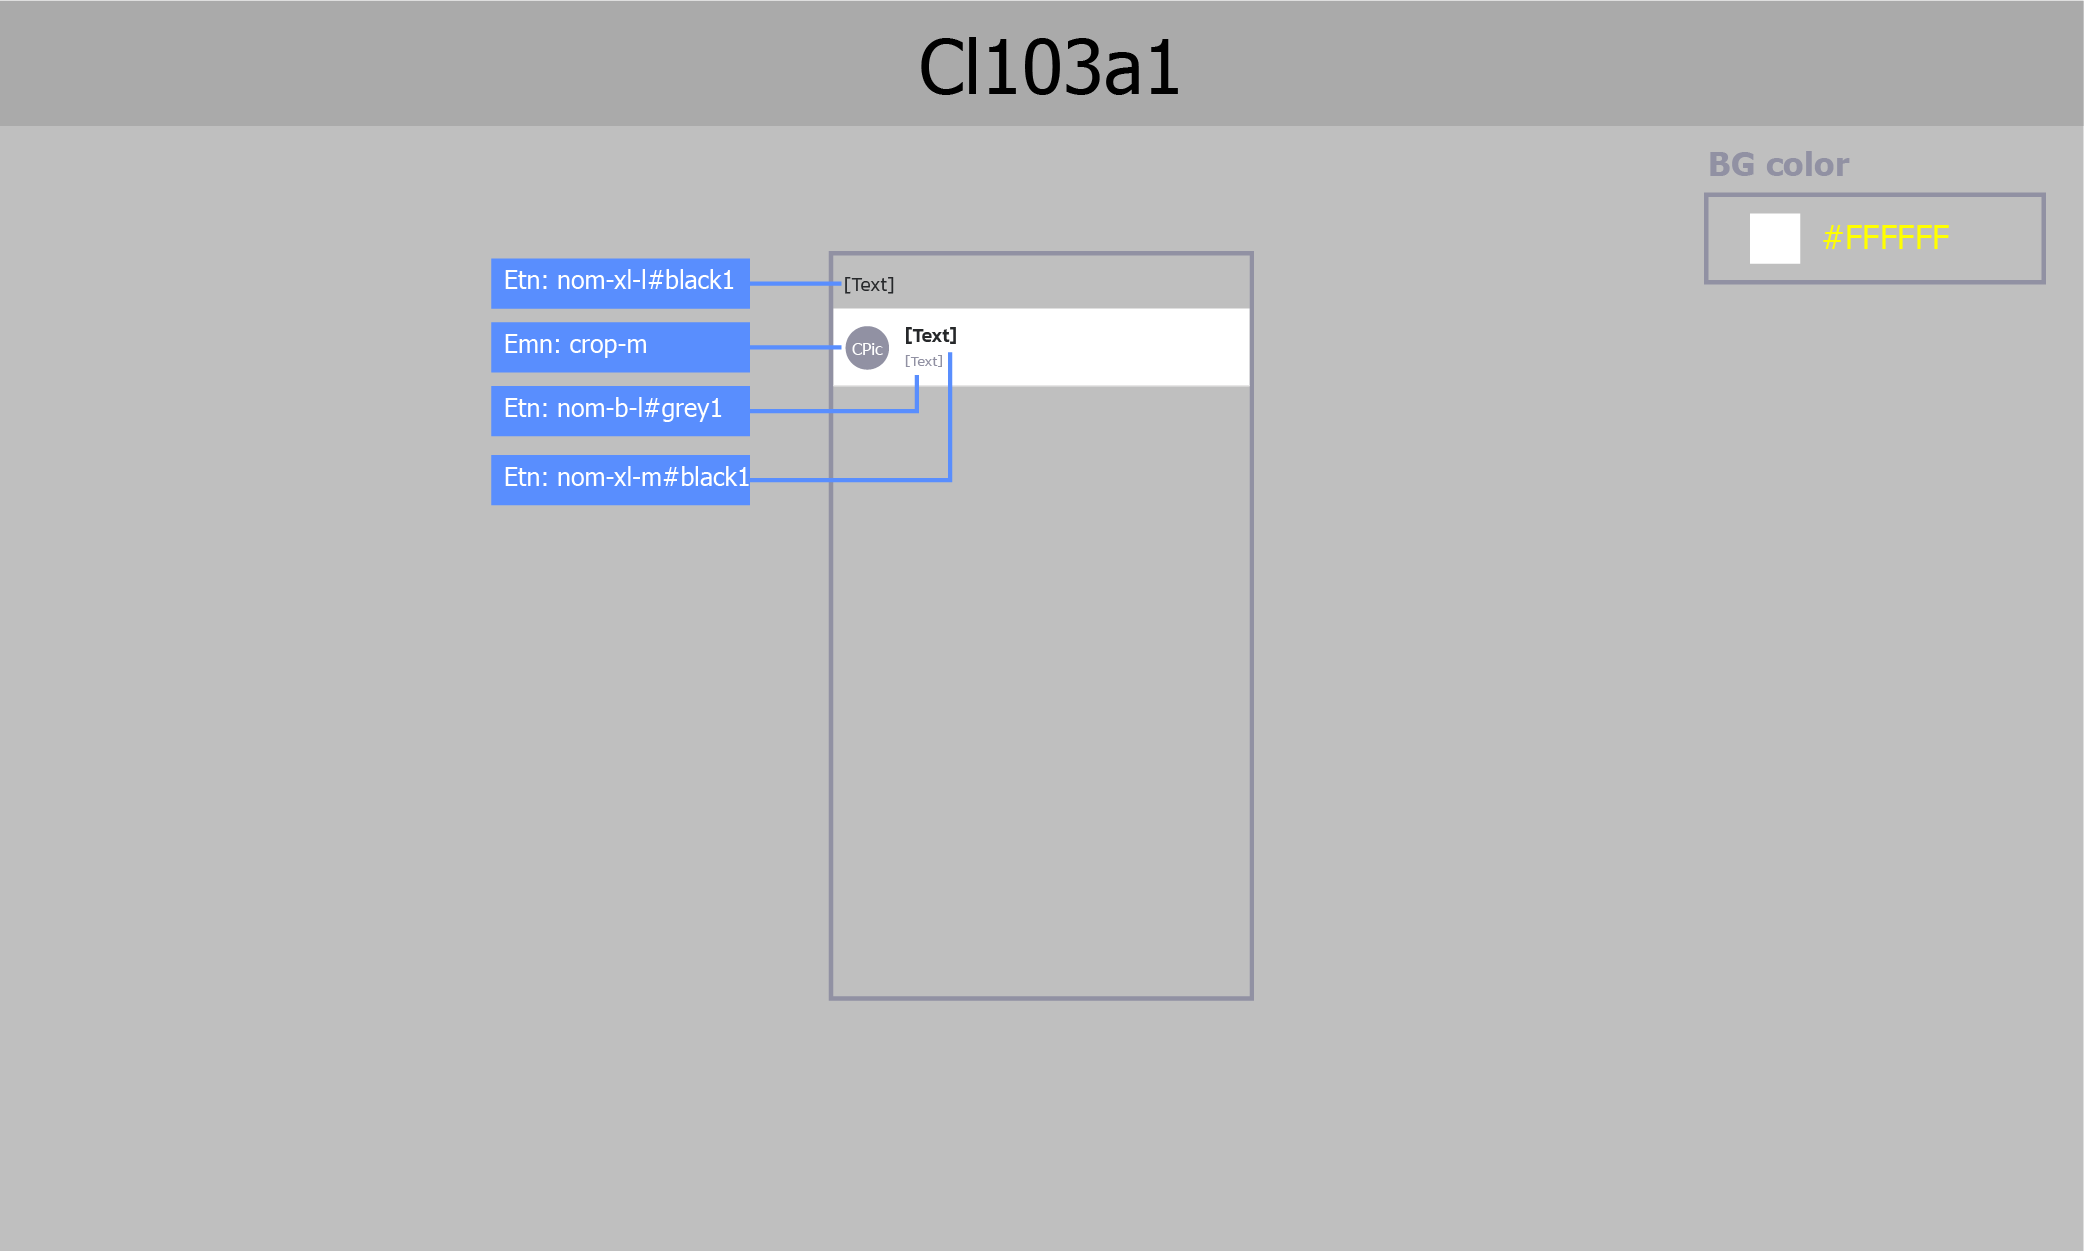 Cl103a1
BG color
#FFFFFF
Etn: nom-xl-l#black1
[Text]
Emn: crop-m
CPic
[Text]
[Text]
Etn: nom-b-l#grey1
Etn: nom-xl-m#black1